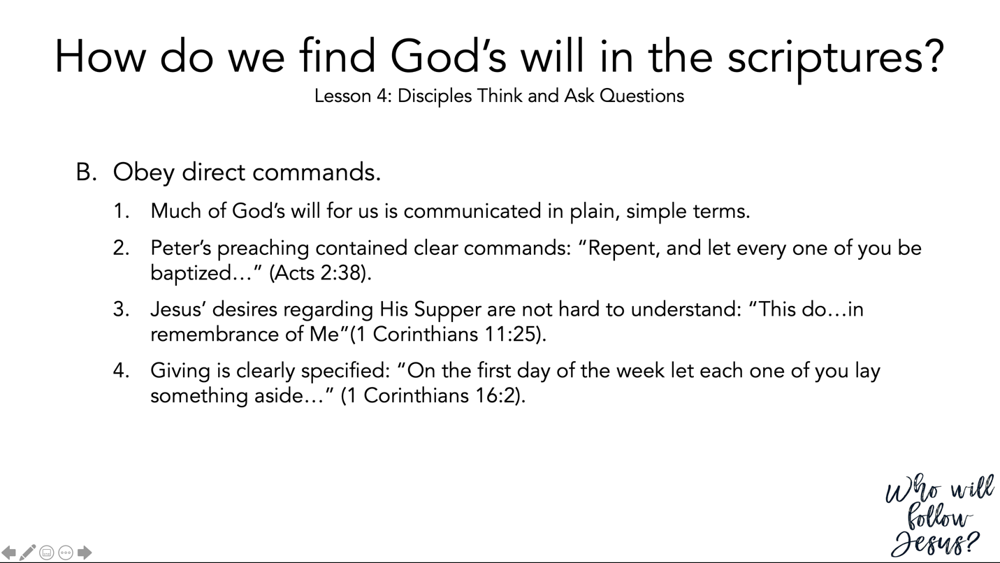 How do we find God’s will in the scriptures?
Lesson 4: Disciples Think and Ask Questions
B. Obey direct commands.
1. Much of God’s will for us is communicated in plain, simple terms.
2. Peter’s preaching contained clear commands: “Repent, and let every one of you be
baptized…” (Acts 2:38).
3. Jesus’ desires regarding His Supper are not hard to understand: “This do…in
remembrance of Me”(1 Corinthians 11:25).
4. Giving is clearly specified: “On the first day of the week let each one of you lay
something aside…” (1 Corinthians 16:2).
Who will
follow
Jesus?